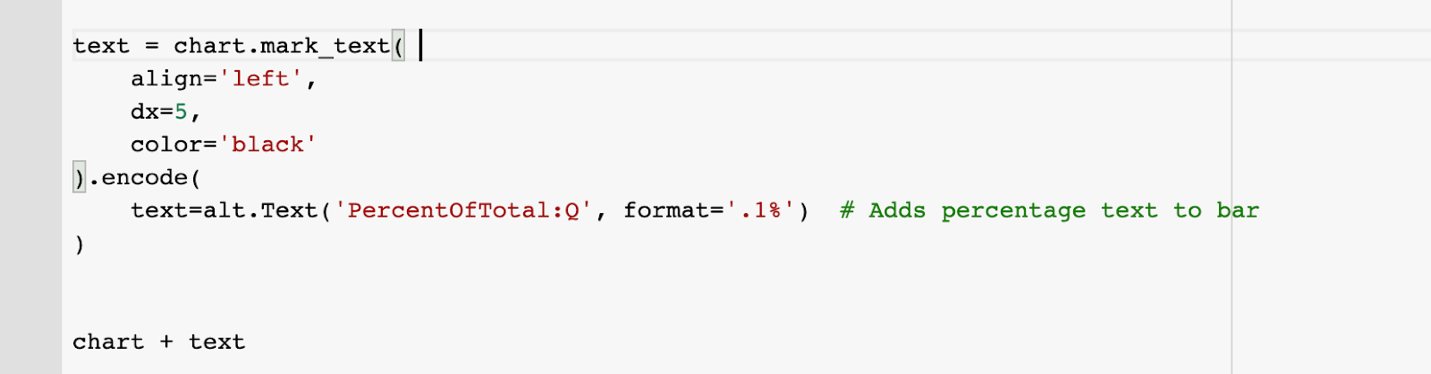 text = chart.mark_text(
    align='left',
    dx=5,
    color='black'
).encode(
    text=alt.Text('PercentOfTotal:Q', format='.1%')  # Adds percentage text to bar
)
chart + text